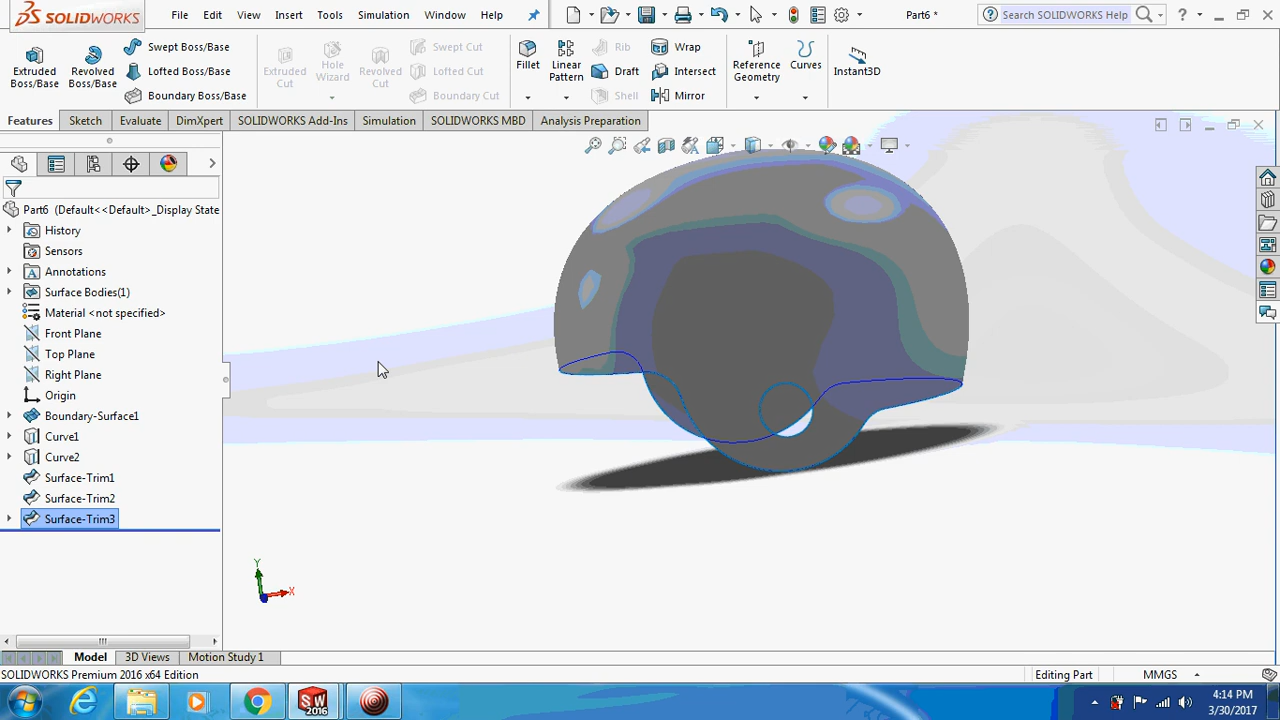 SOLIDWORKS
File
Edit
View
Insert
Tools
Simulation
Window
Help
Part6 *
Search SOLIDWORKS Help
?
Extruded
Boss/Base
Revolved
Boss/Base
Swept Boss/Base
Lofted Boss/Base
Boundary Boss/Base
Extruded
Cut
Hole
Wizard
Revolved
Cut
Swept Cut
Lofted Cut
Boundary Cut
Fillet
Linear
Pattern
Rib
Draft
Shell
Wrap
Intersect
Mirror
Reference
Geometry
Curves
Instant3D
Features
Sketch
Evaluate
DimXpert
SOLIDWORKS Add-Ins
Simulation
SOLIDWORKS MBD
Analysis Preparation
Part6 (Default<<Default>_Display State
History
Sensors
Annotations
Surface Bodies(1)
Material <not specified>
Front Plane
Top Plane
Right Plane
Origin
Boundary-Surface1
Curve1
Curve2
Surface-Trim1
Surface-Trim2
Surface-Trim3
Y
X
Model
3D Views
Motion Study 1
SOLIDWORKS Premium 2016 x64 Edition
Editing Part
MMGS
SW
2016
4:14 PM
3/30/2017